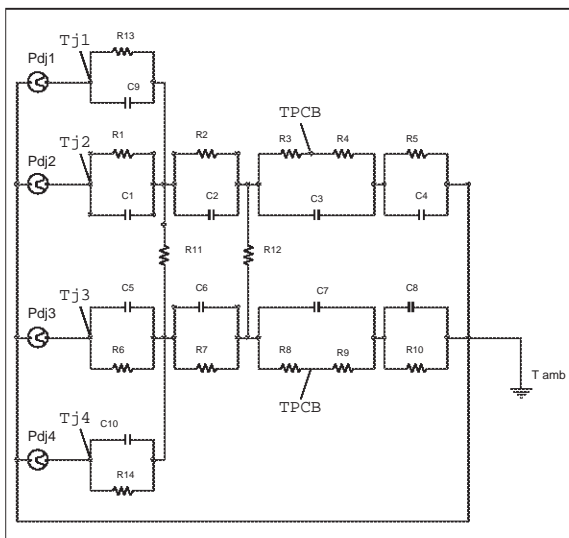 Tj1
R13
Pdj1
C9
Tj2
TPCB
R1
R2
R3
R4
R5
Pdj2
C1
C2
C3
C4
R11
R12
Tj3
C5
C6
C7
C8
Pdj3
R6
R7
R8
R9
R10
T amb
TPCB
Tj4
C10
Pdj4
R14